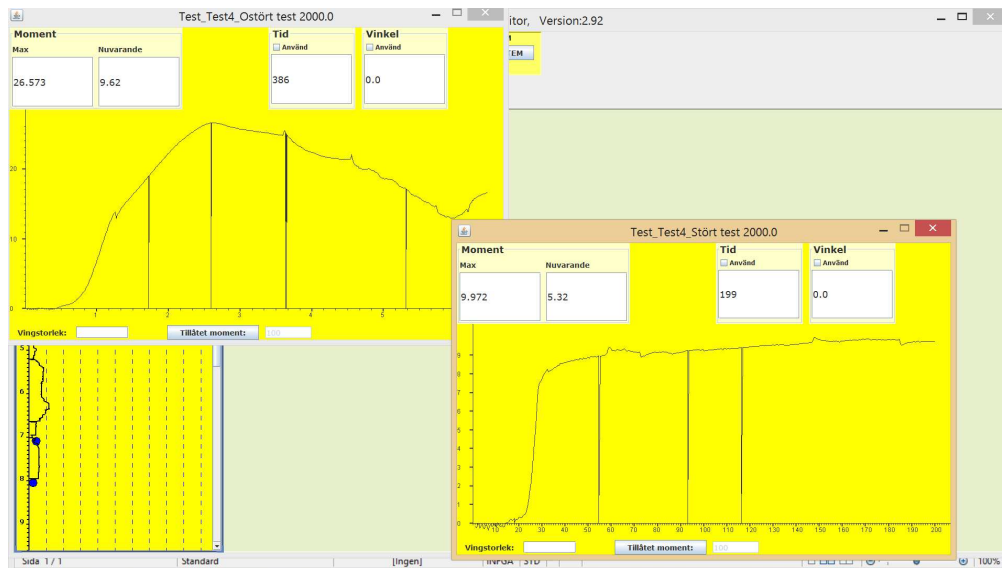 Test_Test4_Ostört test 2000.0
itor, Version:2.92
Moment
Tid
Vinkel
Max
Nuvarande
Använd
Använd
TEM
26.573
9.62
386
0.0
20
10
0
1
2
3
4
5
Vingstorlek:
Tillåtet moment:
100
Test_Test4_Stört test 2000.0
Moment
Tid
Vinkel
Max
Nuvarande
Använd
Använd
9.972
5.32
199
0.0
9
8
7
6
5
4
3
2
1
0
10 20 30 40 50 60 70 80 90 100 110 120 130 140 150 160 170 180 190 200
Vingstorlek:
Tillåtet moment:
100
5
6
7
8
9
Sida 1 / 1
Standard
[Ingen]
INFGA
STD
100%